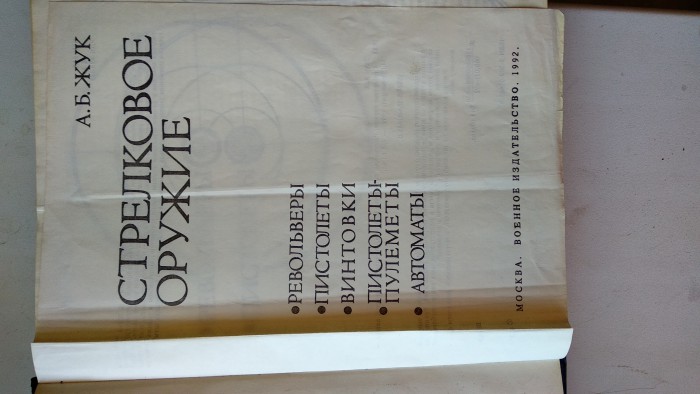 А. Б. ЖУК
СТРЕЛКОВОЕ
ОРУЖИЕ
●РЕВОЛЬВЕРЫ
●ПИСТОЛЕТЫ
●ВИНТОВКИ
ПИСТОЛЕТЫ-
●ПУЛЕМЕТЫ
●АВТОМАТЫ
МОСКВА. ВОЕННОЕ ИЗДАТЕЛЬСТВО. 1992.